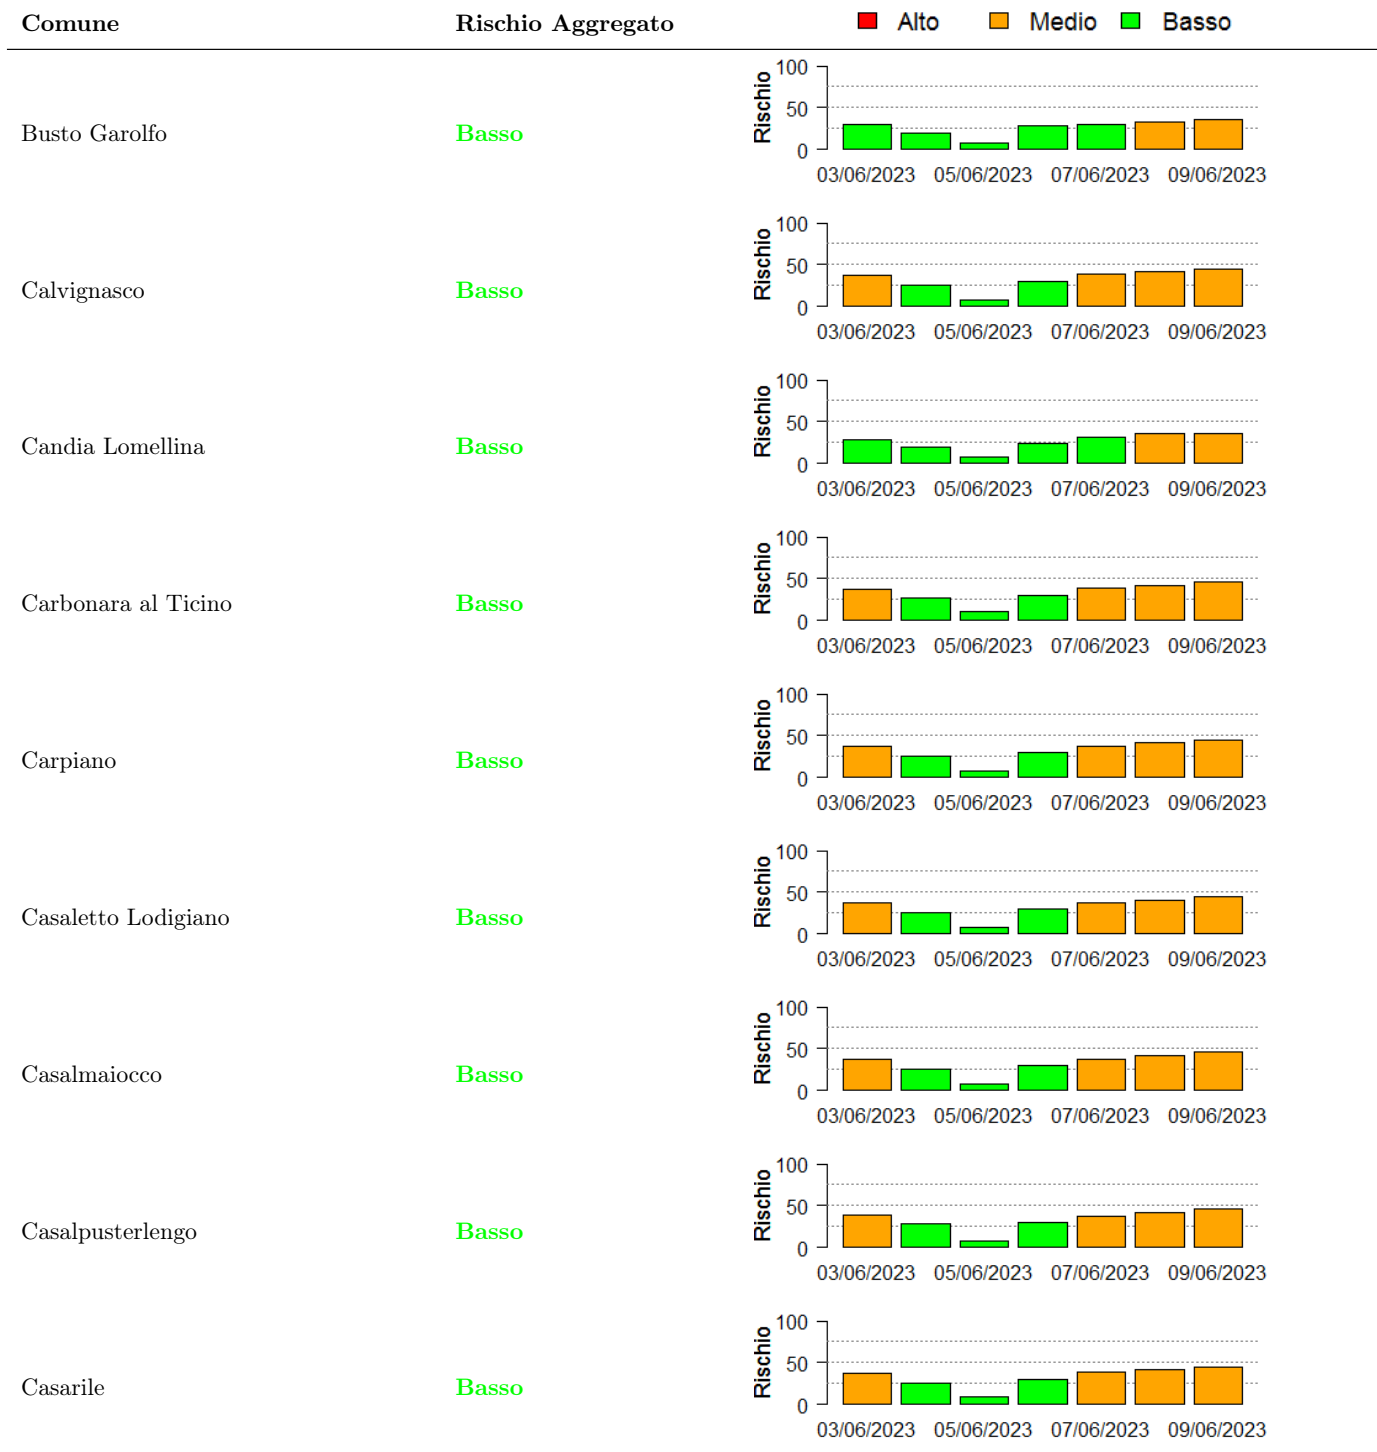 Comune Rischio Aggregato Alto Medio Basso
100
50
0
Rischio
Busto Garolfo Basso
03/06/2023 05/06/2023 07/06/2023 09/06/2023
100
50
0
Rischio
Calvignasco Basso
03/06/2023 05/06/2023 07/06/2023 09/06/2023
100
50
0
Rischio
Candia Lomellina Basso
03/06/2023 05/06/2023 07/06/2023 09/06/2023
100
50
0
Rischio
Carbonara al Ticino Basso
03/06/2023 05/06/2023 07/06/2023 09/06/2023
100
50
0
Rischio
Carpiano Basso
03/06/2023 05/06/2023 07/06/2023 09/06/2023
100
50
0
Rischio
Casaletto Lodigiano Basso
03/06/2023 05/06/2023 07/06/2023 09/06/2023
100
50
0
Rischio
Casalmaiocco Basso
03/06/2023 05/06/2023 07/06/2023 09/06/2023
100
50
0
Rischio
Casalpusterlengo Basso
03/06/2023 05/06/2023 07/06/2023 09/06/2023
100
50
0
Rischio
Casarile Basso
03/06/2023 05/06/2023 07/06/2023 09/06/2023